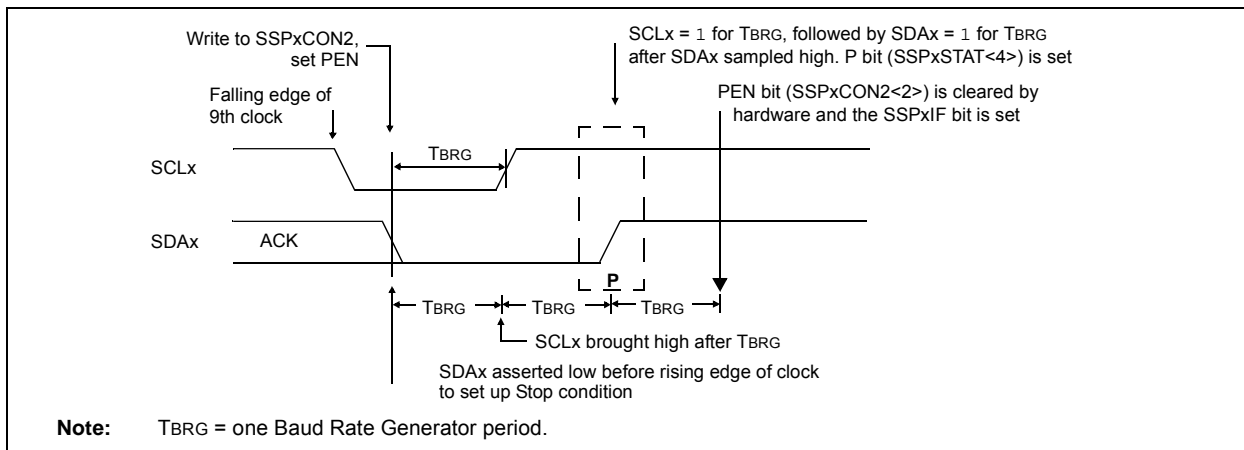 Write to SSPxCON2,
set PEN
SCLx = 1 for TBRG, followed by SDAx = 1 for TBRG
after SDAx sampled high. P bit (SSPxSTAT<4>) is set
Falling edge of
9th clock
PEN bit (SSPxCON2<2>) is cleared by
hardware and the SSPxIF bit is set
TBRG
SCLx
SDAx
ACK
P
TBRG
TBRG
TBRG
SCLx brought high after TBRG
SDAx asserted low before rising edge of clock
to set up Stop condition
Note: TBRG = one Baud Rate Generator period.